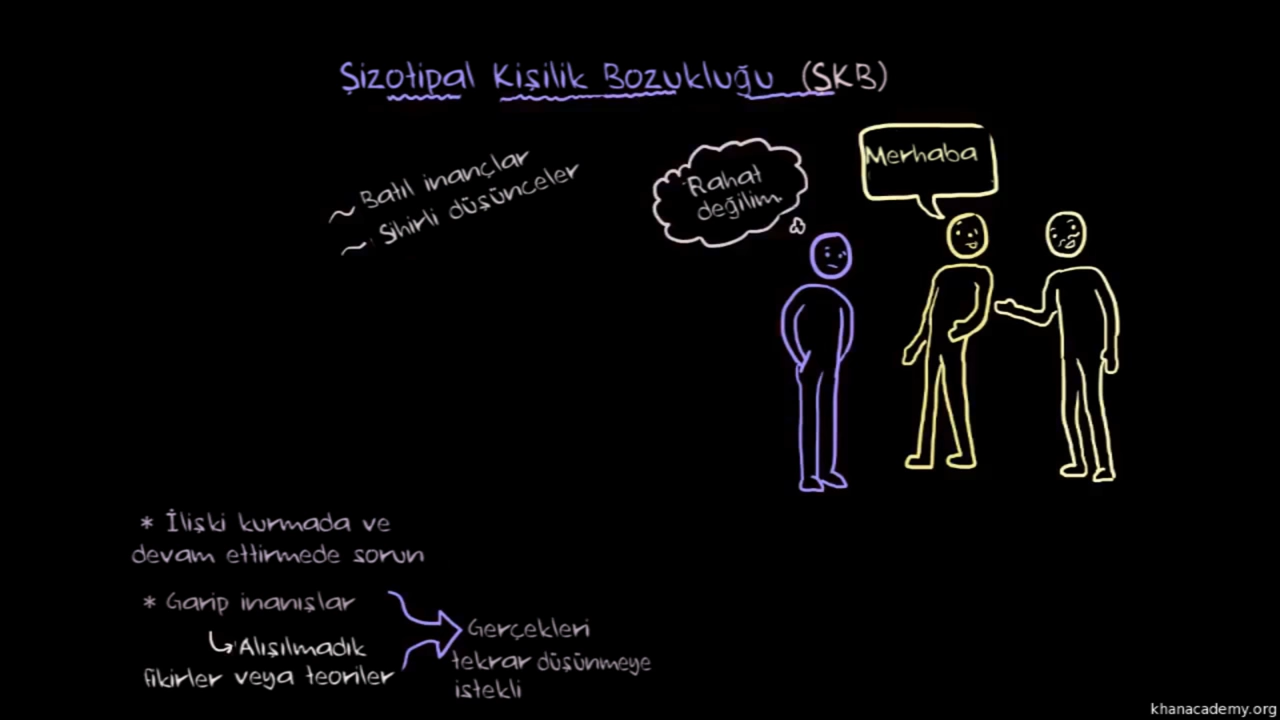 Şizotipal Kişilik Bozukluğu (ŞKB)
~ Batıl inançlar
~ Sihirli düşünceler
Rahat
değilim.
Merhaba
* İlişki kurmada ve
devam ettirmede sorun
* Garip inanışlar
↳ Alışılmadık
fikirler veya teoriler
Gerçekleri
tekrar düşünmeye
istekli
khanacademy.org